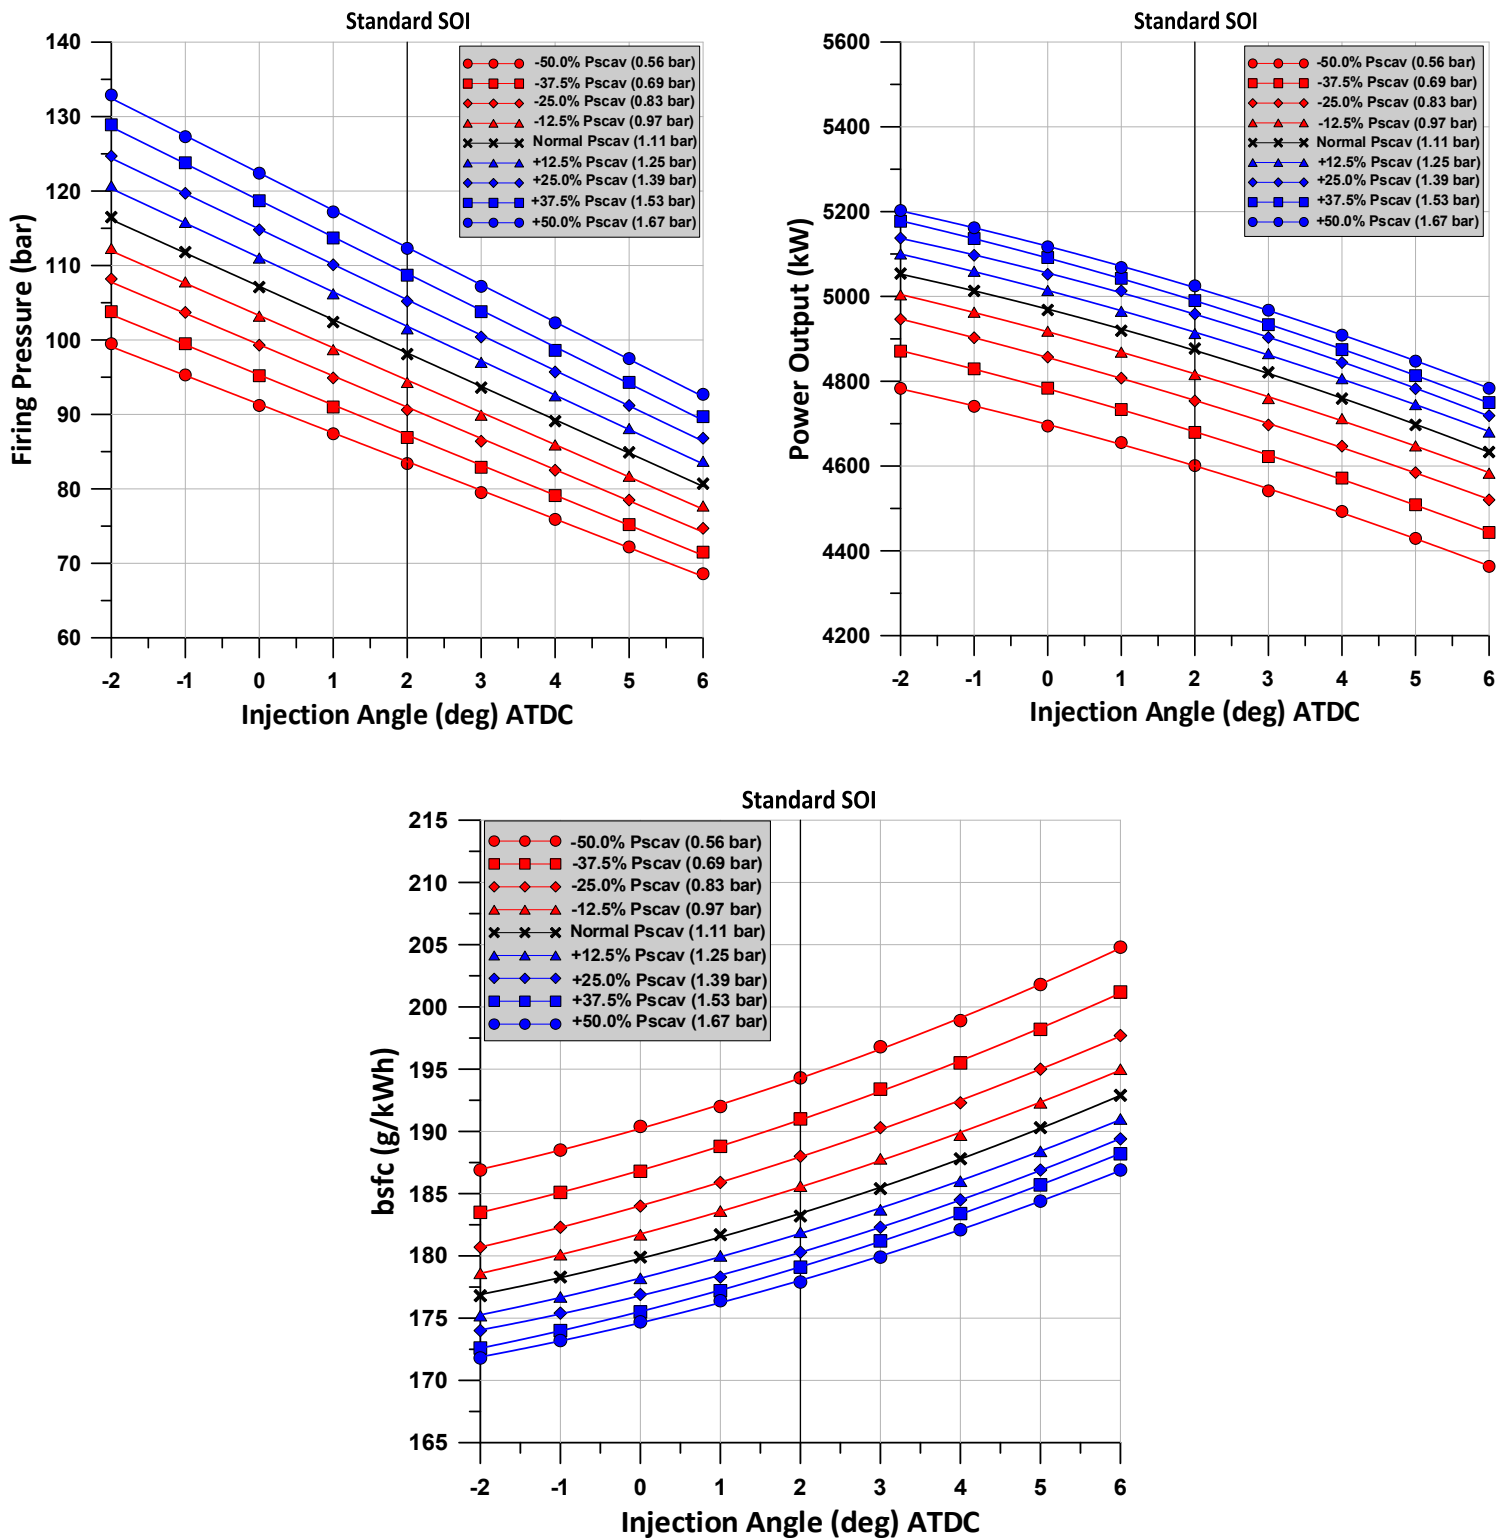 Standard SOI
140
130
120
110
100
90
80
70
60
Firing Pressure (bar)
-50.0% Pscav (0.56 bar)
-37.5% Pscav (0.69 bar)
-25.0% Pscav (0.83 bar)
-12.5% Pscav (0.97 bar)
Normal Pscav (1.11 bar)
+12.5% Pscav (1.25 bar)
+25.0% Pscav (1.39 bar)
+37.5% Pscav (1.53 bar)
+50.0% Pscav (1.67 bar)
-2 -1 0 1 2 3 4 5 6
Injection Angle (deg) ATDC
Standard SOI
5600
5400
5200
5000
4800
4600
4400
4200
Power Output (kW)
-50.0% Pscav (0.56 bar)
-37.5% Pscav (0.69 bar)
-25.0% Pscav (0.83 bar)
-12.5% Pscav (0.97 bar)
Normal Pscav (1.11 bar)
+12.5% Pscav (1.25 bar)
+25.0% Pscav (1.39 bar)
+37.5% Pscav (1.53 bar)
+50.0% Pscav (1.67 bar)
-2 -1 0 1 2 3 4 5 6
Injection Angle (deg) ATDC
Standard SOI
215
210
205
200
195
190
185
180
175
170
165
bsfc (g/kWh)
-50.0% Pscav (0.56 bar)
-37.5% Pscav (0.69 bar)
-25.0% Pscav (0.83 bar)
-12.5% Pscav (0.97 bar)
Normal Pscav (1.11 bar)
+12.5% Pscav (1.25 bar)
+25.0% Pscav (1.39 bar)
+37.5% Pscav (1.53 bar)
+50.0% Pscav (1.67 bar)
-2 -1 0 1 2 3 4 5 6
Injection Angle (deg) ATDC